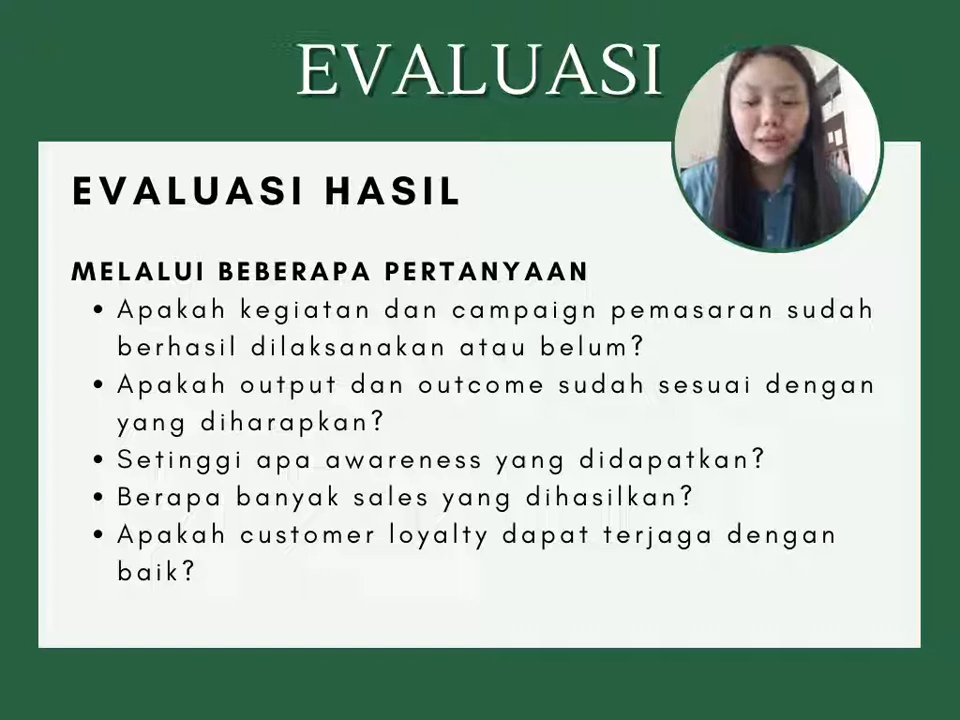 EVALUASI
EVALUASI HASIL
MELALUI BEBERAPA PERTANYAAN
• Apakah kegiatan dan campaign pemasaran sudah
berhasil dilaksanakan atau belum?
• Apakah output dan outcome sudah sesuai dengan
yang diharapkan?
• Setinggi apa awareness yang didapatkan?
• Berapa banyak sales yang dihasilkan?
• Apakah customer loyalty dapat terjaga dengan
baik?